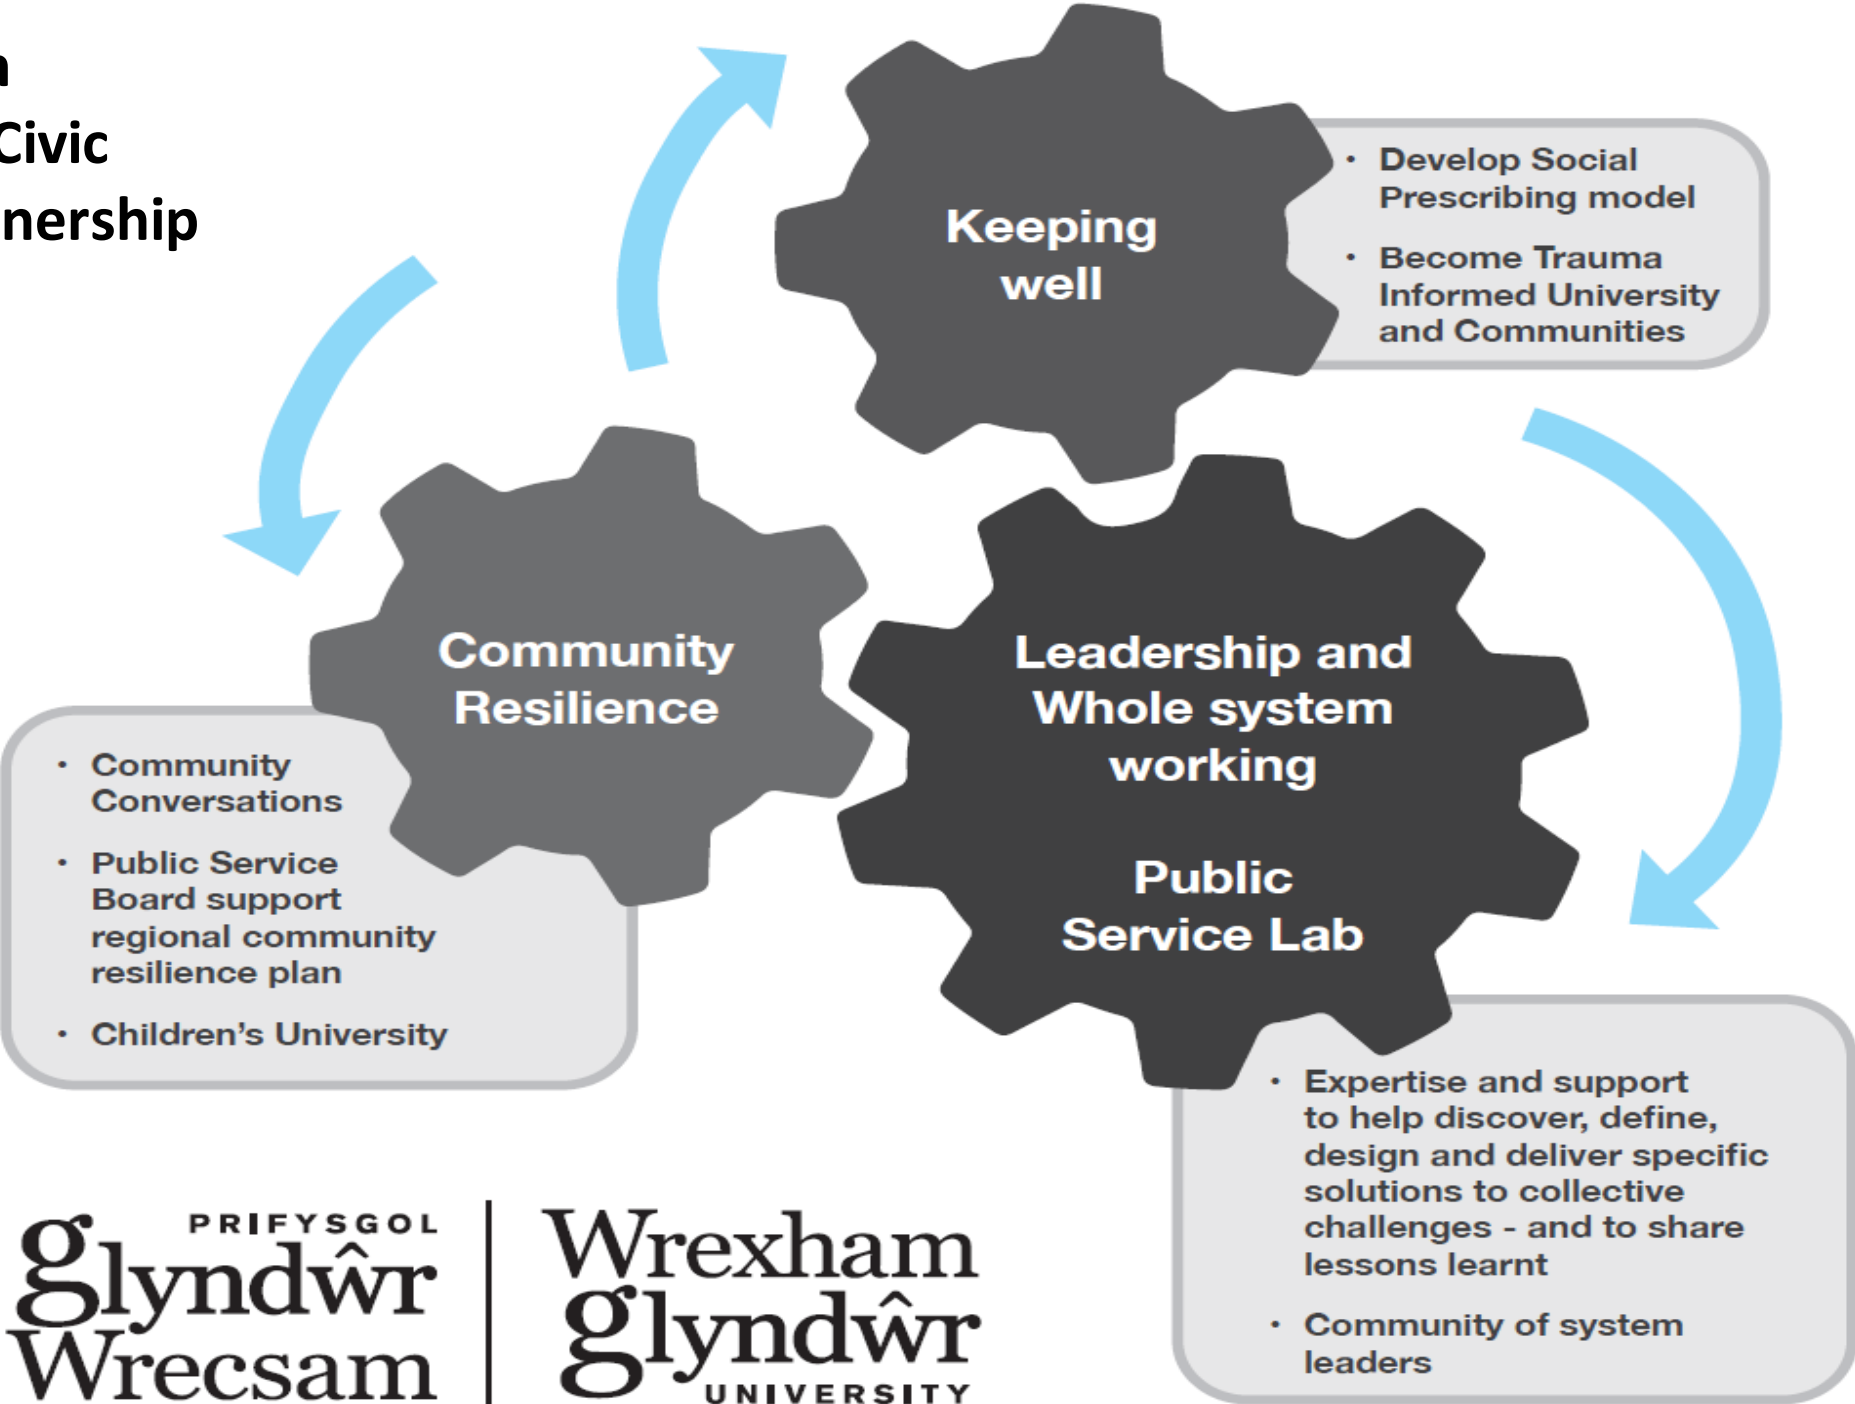 Civic
nership
Keeping
well
• Develop Social
Prescribing model
• Become Trauma
Informed University
and Communities
Community
Resilience
• Community
Conversations
• Public Service
Board support
regional community
resilience plan
• Children’s University
Leadership and
Whole system
working
Public
Service Lab
• Expertise and support
to help discover, define,
design and deliver specific
solutions to collective
challenges - and to share
lessons learnt
• Community of system
leaders
PRIFYSGOL
glyndŵr
Wrecsam
Wrexham
glyndŵr
UNIVERSITY